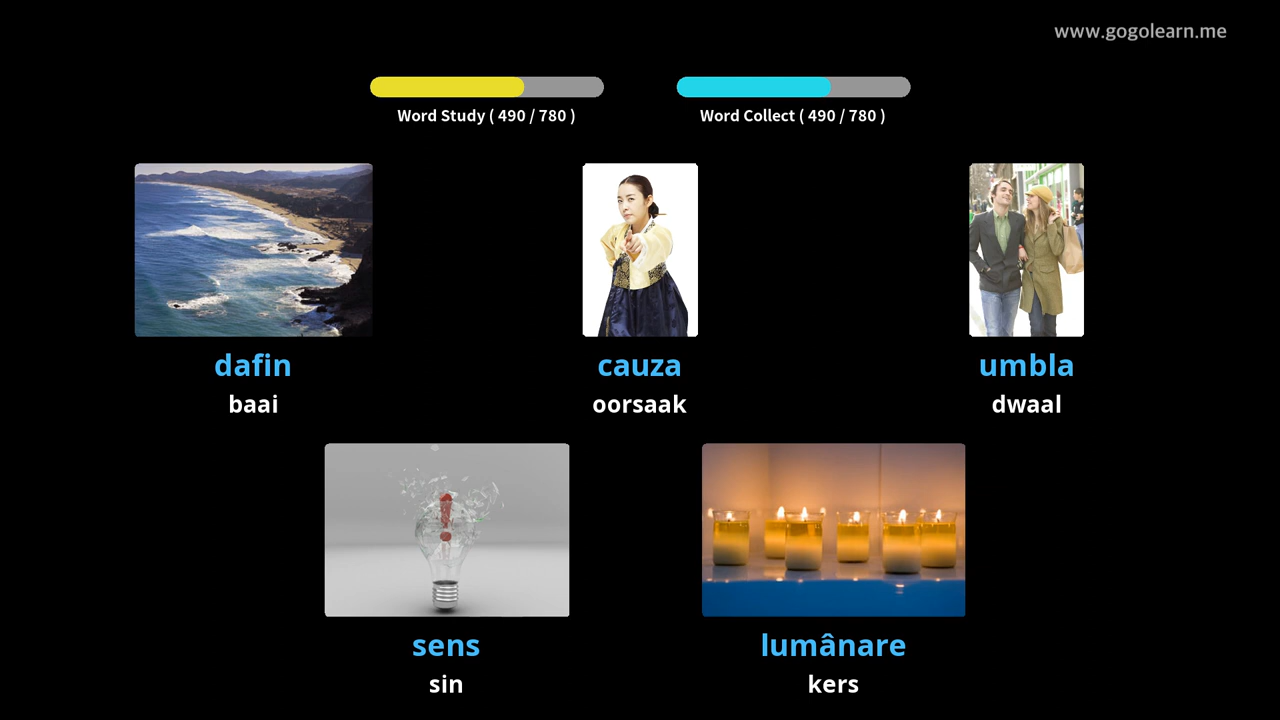 www.gogolearn.me
Word Study ( 490 / 780 )
Word Collect ( 490 / 780 )
dafin
baai
cauza
oorsaak
umbla
dwaal
sens
sin
lumânare
kers